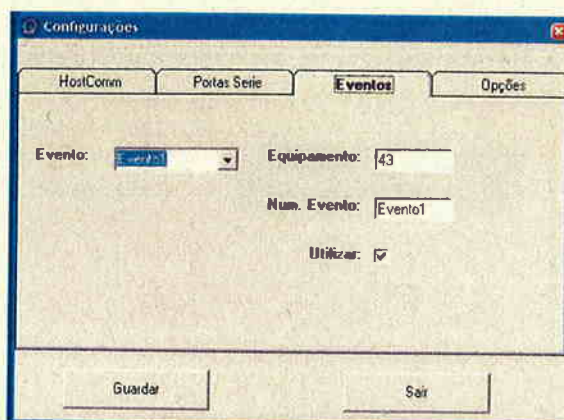 Configurações
HostComm Portas Serie Eventos Opções
Evento: Evento1 Equipamento: 43
Num. Evento: Evento1
Utilizar:
Guardar Sair